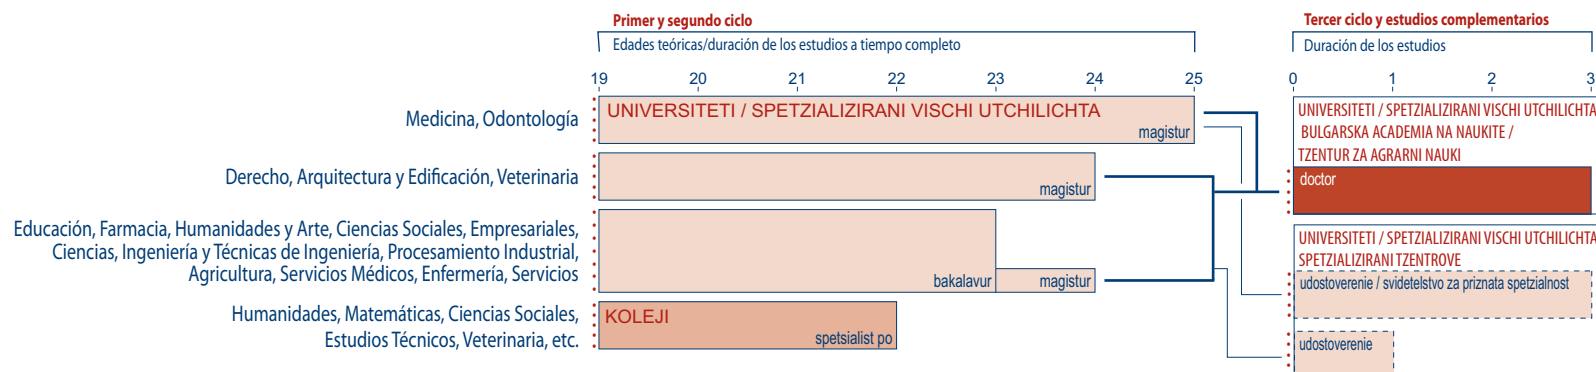 Primer y segundo ciclo
Edades teóricas/duración de los estudios a tiempo completo
19 20 21 22 23 24 25
Tercer ciclo y estudios complementarios
Duración de los estudios
0 1 2 3
Medicina, Odontología
UNIVERSITETI / SPETZIALIZIRANI VISCHI UTCHILICHTA
magistur
Derecho, Arquitectura y Edificación, Veterinaria
magistur
Educación, Farmacia, Humanidades y Arte, Ciencias Sociales, Empresariales,
Ciencias, Ingeniería y Técnicas de Ingeniería, Procesamiento Industrial,
Agricultura, Servicios Médicos, Enfermería, Servicios
bakalavur
magistur
Humanidades, Matemáticas, Ciencias Sociales,
Estudios Técnicos, Veterinaria, etc.
KOLEJI
spetsialist po
UNIVERSITETI / SPETZIALIZIRANI VISCHI UTCHILICHTA
BULGARSKA ACADEMIA NA NAUKITE /
TZENTUR ZA AGRARNI NAUKI
doctor
UNIVERSITETI / SPETZIALIZIRANI VISCHI UTCHILICHTA
SPETZIALIZIRANI TZENTROVE
udostoverenie / svidetelstvo za priznata spetzialnost
udostoverenie